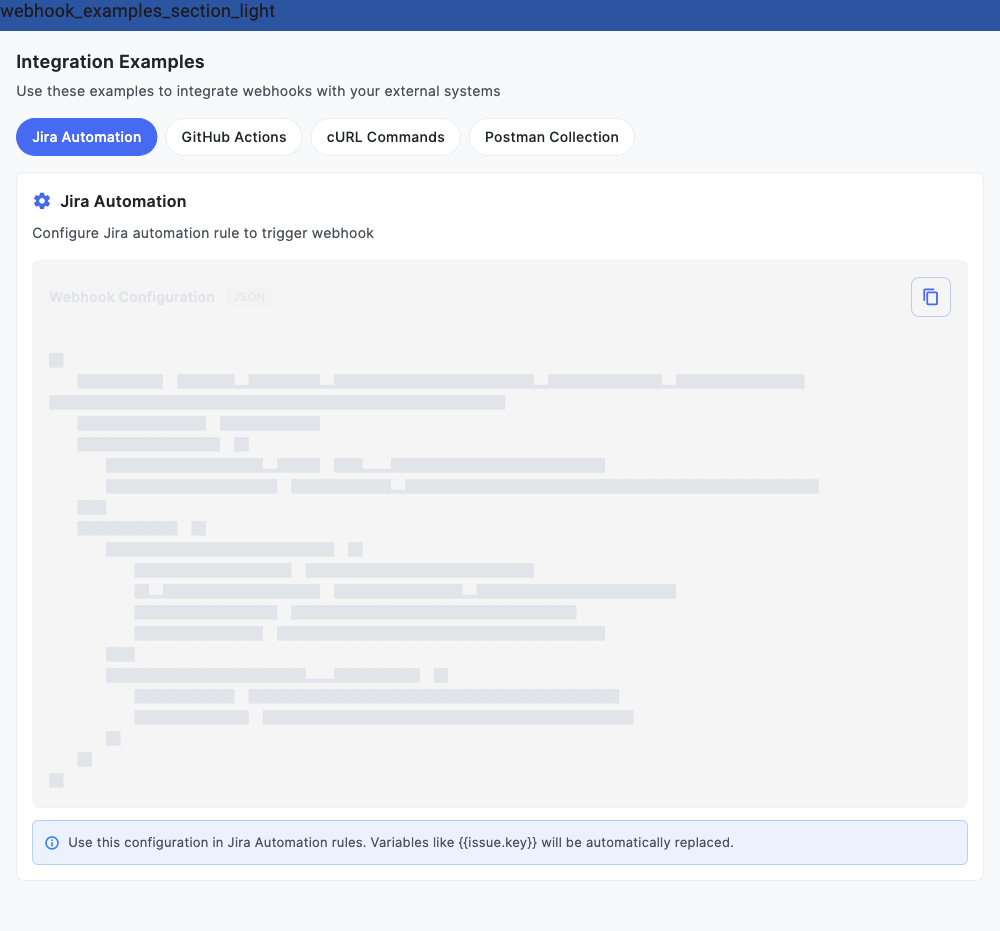 webhook_examples_section_light
Integration Examples
Use these examples to integrate webhooks with your external systems
Jira Automation
GitHub Actions
cURL Commands
Postman Collection
Jira Automation
Configure Jira automation rule to trigger webhook
Webhook Configuration JSON
Use this configuration in Jira Automation rules. Variables like {{issue.key}} will be automatically replaced.